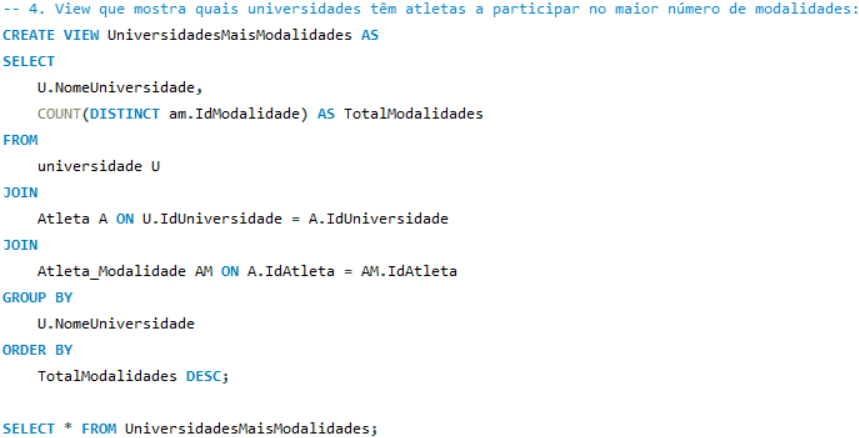 -- 4. View que mostra quais universidades têm atletas a participar no maior número de modalidades:
CREATE VIEW UniversidadesMaisModalidades AS
SELECT
    U.NomeUniversidade,
    COUNT(DISTINCT am.IdModalidade) AS TotalModalidades
FROM
    universidade U
JOIN
    Atleta A ON U.IdUniversidade = A.IdUniversidade
JOIN
    Atleta_Modalidade AM ON A.IdAtleta = AM.IdAtleta
GROUP BY
    U.NomeUniversidade
ORDER BY
    TotalModalidades DESC;
SELECT * FROM UniversidadesMaisModalidades;